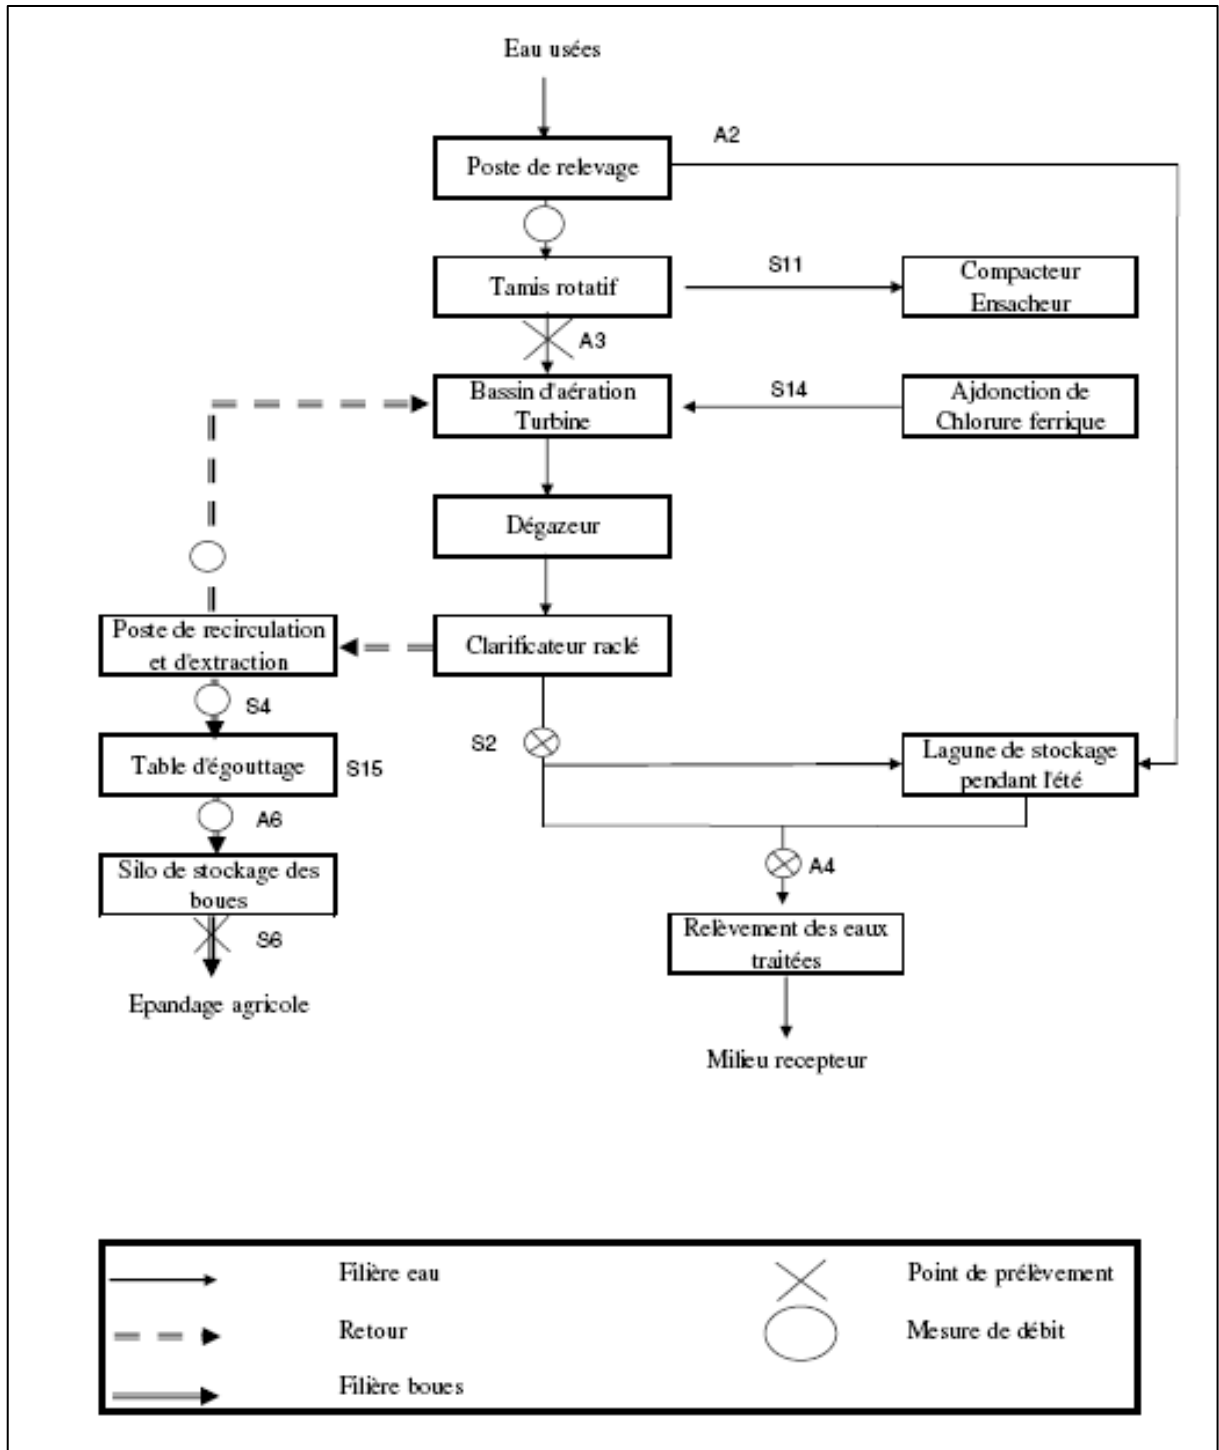 Eau usées
A2
Poste de relevage
Tamis rotatif
S11
Compacteur
Ensacheur
A3
Bassin d'aération
Turbine
S14
Ajdonction de
Chlorure ferrique
Dégazeur
Poste de recirculation
et d'extraction
Clarificateur raclé
S4
S2
Table d'égouttage
S15
Lagune de stockage
pendant l'été
A6
Silo de stockage des
boues
A4
S6
Relèvement des eaux
traitées
Epandage agricole
Milieu recepteur
Filière eau
Point de prélèvement
Retour
Mesure de débit
Filière boues